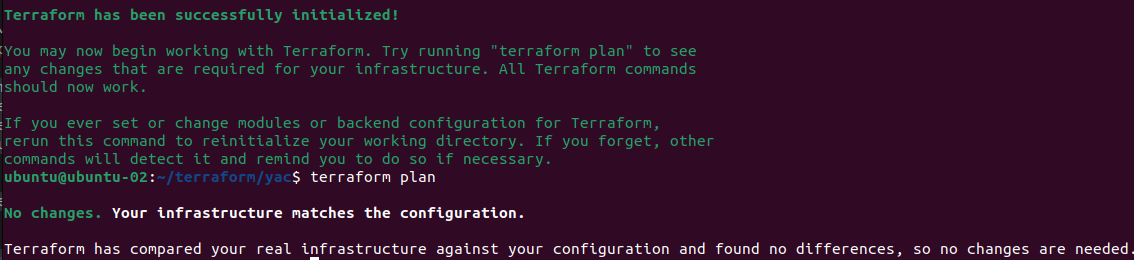 Terraform has been successfully initialized!
You may now begin working with Terraform. Try running "terraform plan" to see
any changes that are required for your infrastructure. All Terraform commands
should now work.
If you ever set or change modules or backend configuration for Terraform,
rerun this command to reinitialize your working directory. If you forget, other
commands will detect it and remind you to do so if necessary.
ubuntu@ubuntu-02:~/terraform/yac$ terraform plan
No changes. Your infrastructure matches the configuration.
Terraform has compared your real infrastructure against your configuration and found no differences, so no changes are needed.